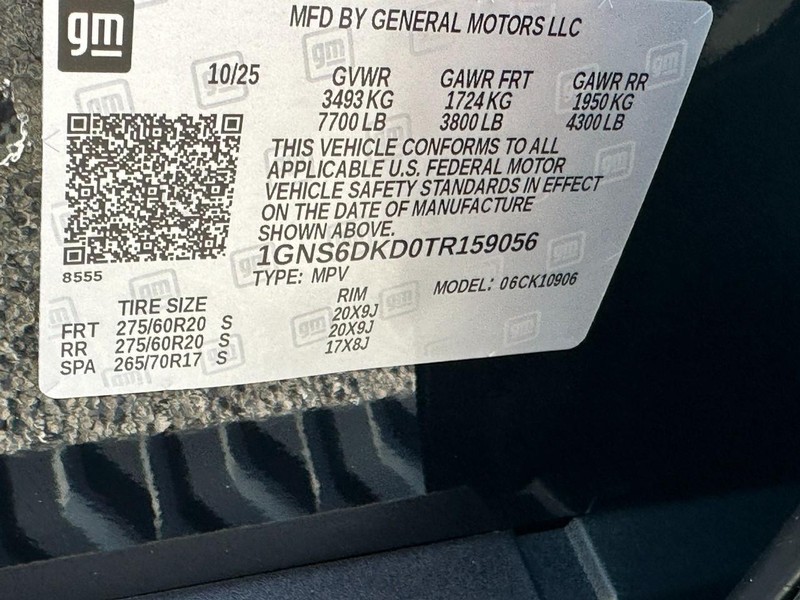 gm
MFD BY GENERAL MOTORS LLC
10/25 GVWR GAWR FRT GAWR RR
3493 KG 1724 KG 1950 KG
7700 LB 3800 LB 4300 LB
THIS VEHICLE CONFORMS TO ALL
APPLICABLE U.S. FEDERAL MOTOR
VEHICLE SAFETY STANDARDS IN EFFECT
ON THE DATE OF MANUFACTURE
SHOWN ABOVE.
1GNS6DKD0TR159056
8555
TYPE: MPV MODEL: 06CK10906
TIRE SIZE RIM
FRT 275/60R20 S 20X9J
RR 275/60R20 S 20X9J
SPA 265/70R17 S 17X8J